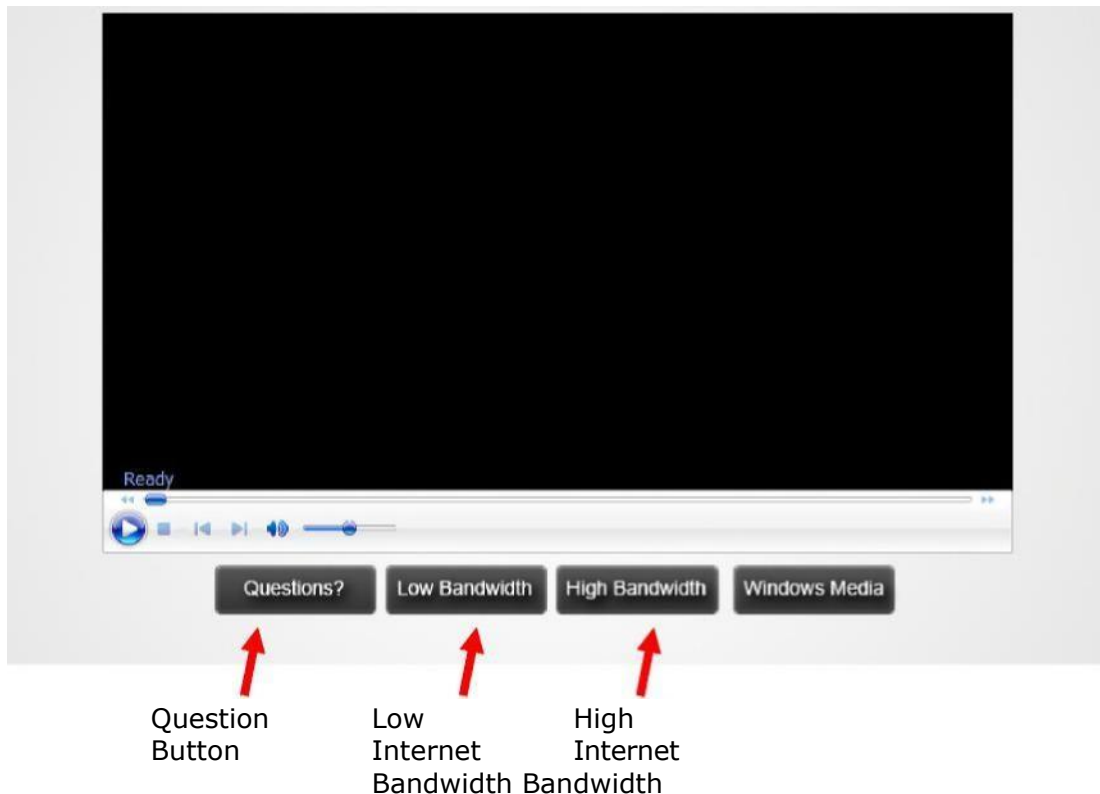 Ready
Questions? Low Bandwidth High Bandwidth Windows Media
Question Low High
Button Internet Internet
Bandwidth Bandwidth